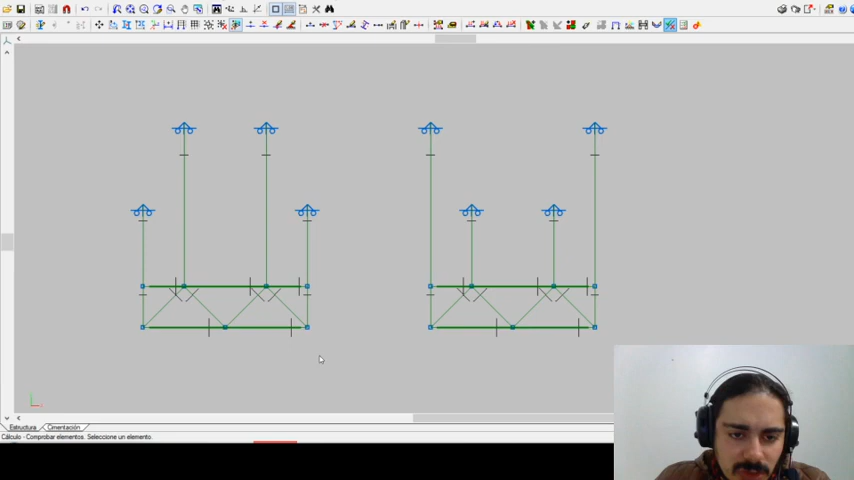 Estructura
Cimentación
Cálculo - Comprobar elementos. Seleccione un elemento.